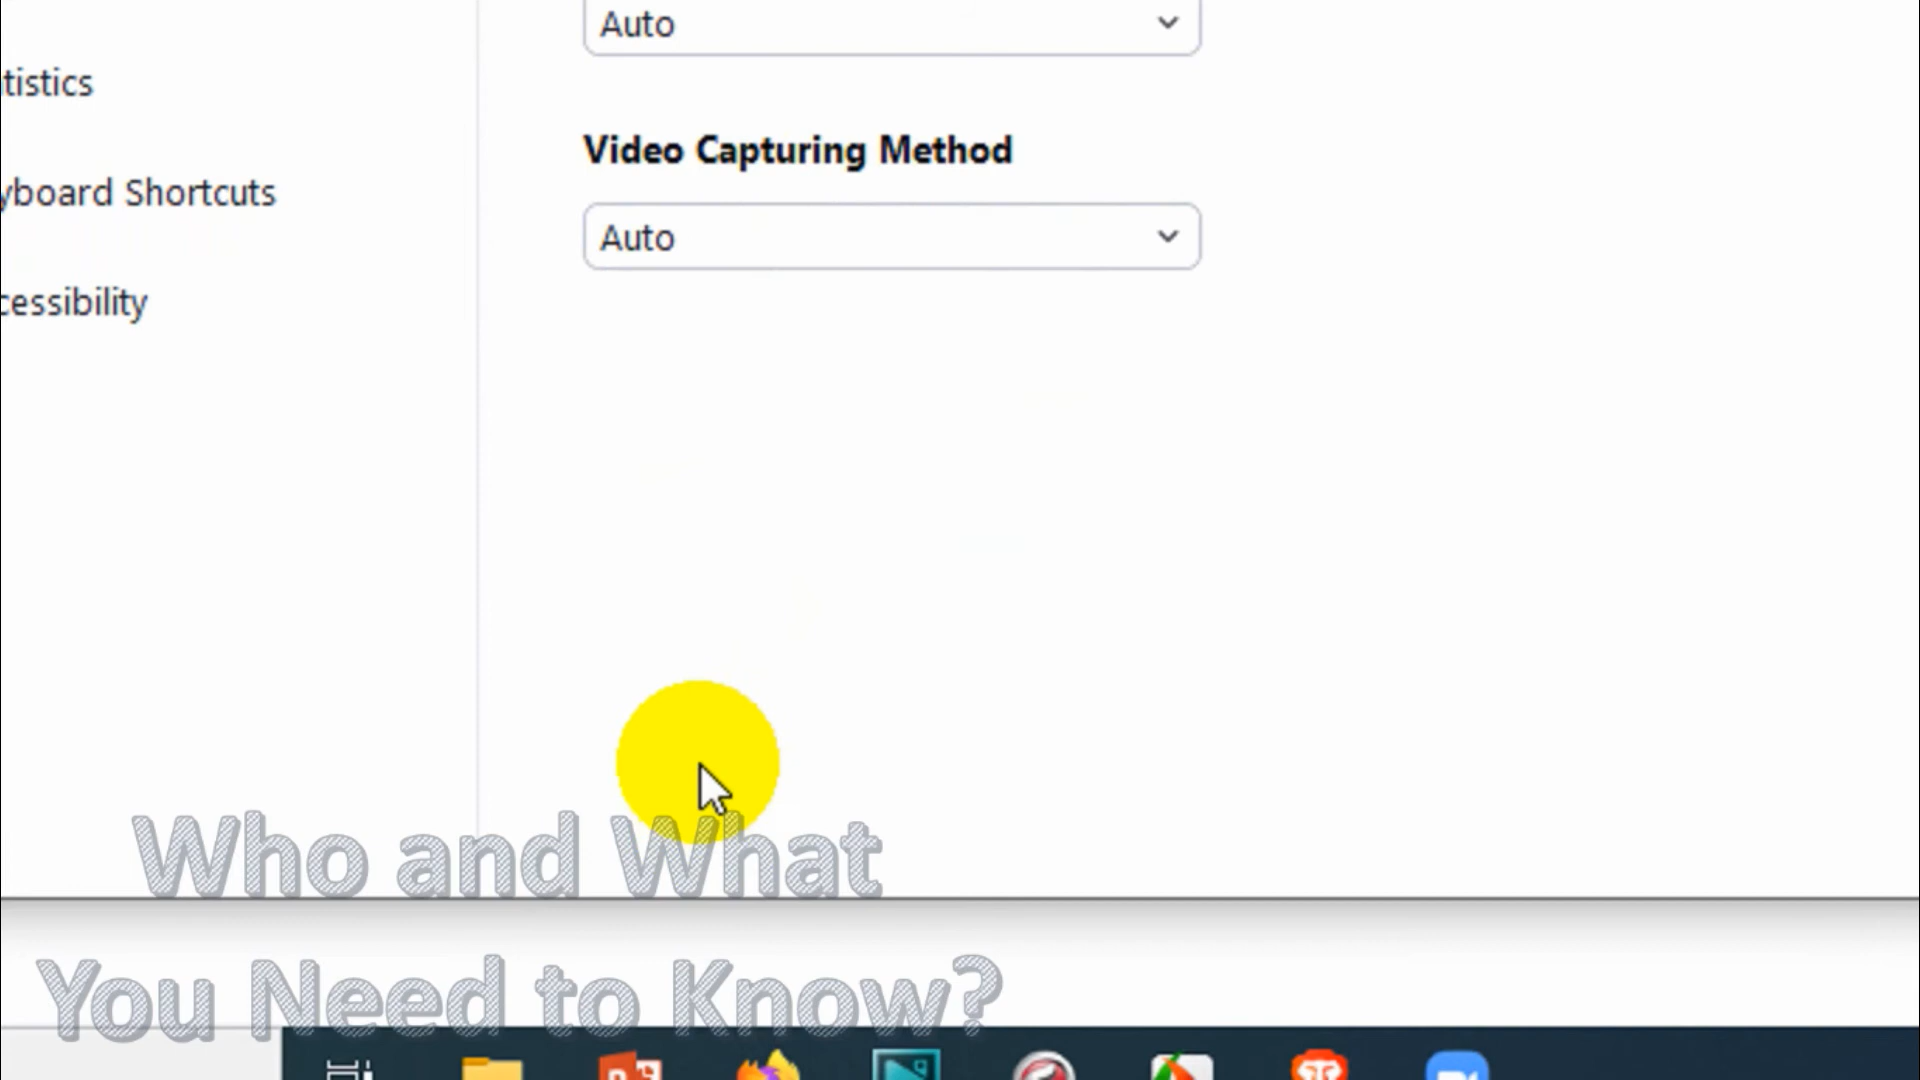 Auto
tistics
Video Capturing Method
yboard Shortcuts
Auto
cessibility
Who and What
You Need to Know?